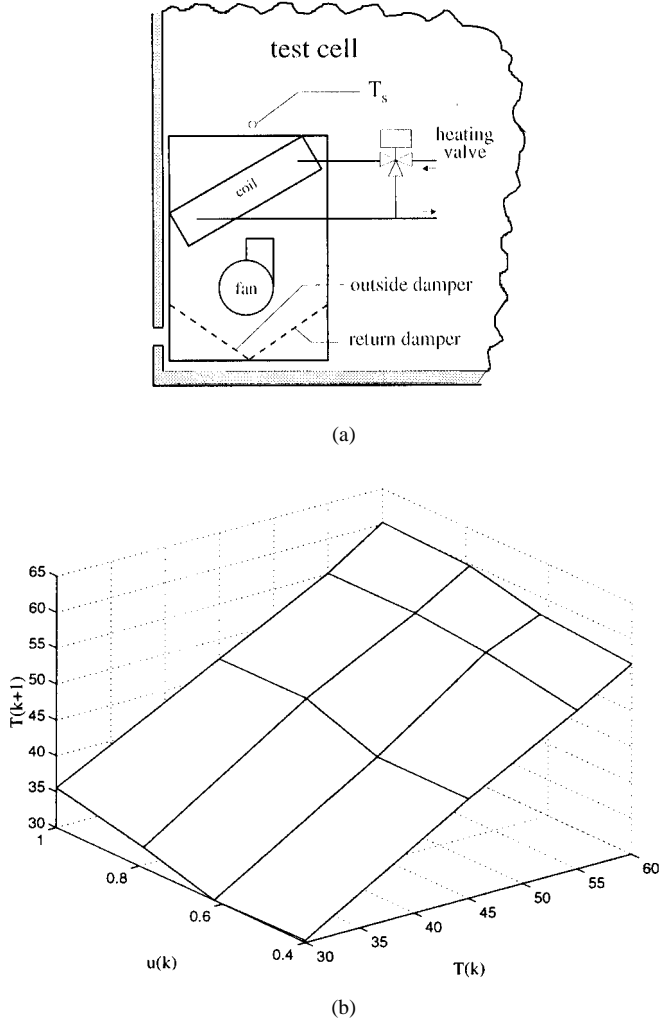 test cell
T_s
heating
valve
coil
fan
outside damper
return damper
(a)
65
60
55
50
45
40
35
30
T(k+1)
1
0.8
0.6
0.4
u(k)
30
35
40
45
50
55
60
T(k)
(b)